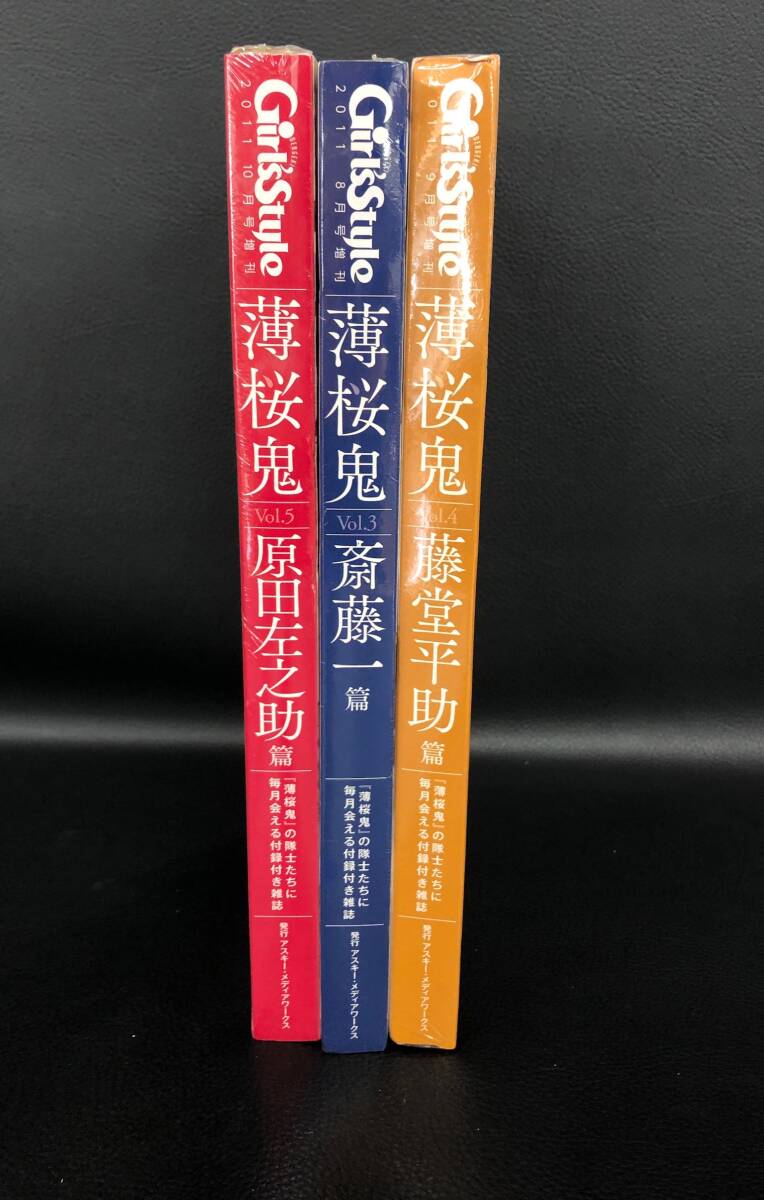 Girl'sStyle
2011 10月号増刊
薄桜鬼
Vol.5
原田左之助
篇
『薄桜鬼』の隊士たちに
毎月会える付録付き雑誌
発行 アスキー・メディアワークス
Girl'sStyle
2011 8月号増刊
薄桜鬼
Vol.3
斎藤一
篇
『薄桜鬼』の隊士たちに
毎月会える付録付き雑誌
発行 アスキー・メディアワークス
Girl'sStyle
2011 9月号増刊
薄桜鬼
Vol.4
藤堂平助
篇
『薄桜鬼』の隊士たちに
毎月会える付録付き雑誌
発行 アスキー・メディアワークス